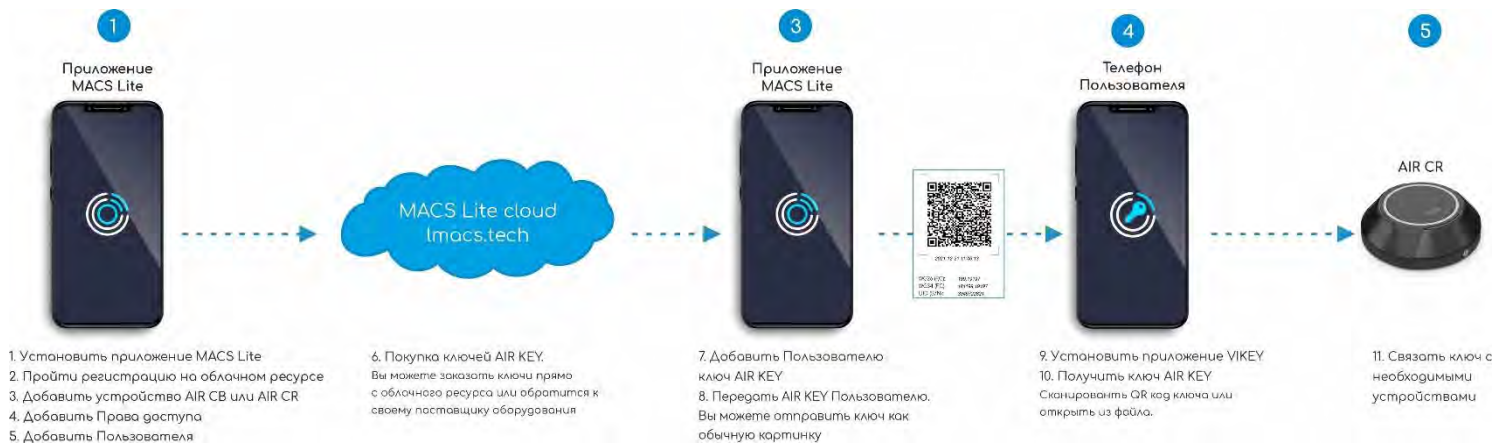 1
Приложение
MACS Lite
MACS Lite cloud
lmacs.tech
3
Приложение
MACS Lite
4
Телефон
Пользователя
5
AIR CR
1. Установить приложение MACS Lite
2. Пройти регистрацию на облачном ресурсе
3. Добавить устройство AIR CB или AIR CR
4. Добавить Права доступа
5. Добавить Пользователя
6. Покупка ключей AIR KEY.
Вы можете заказать ключи прямо
с облачного ресурса или обратится к
своему поставщику оборудования
7. Добавить Пользователю
ключ AIR KEY
8. Передать AIR KEY Пользователю.
Вы можете отправить ключ как
обычную картинку
9. Установить приложение VIKEY
10. Получить ключ AIR KEY
Сканированть QR код ключа или
открыть из файла.
11. Связать ключ с
необходимыми
устройствами